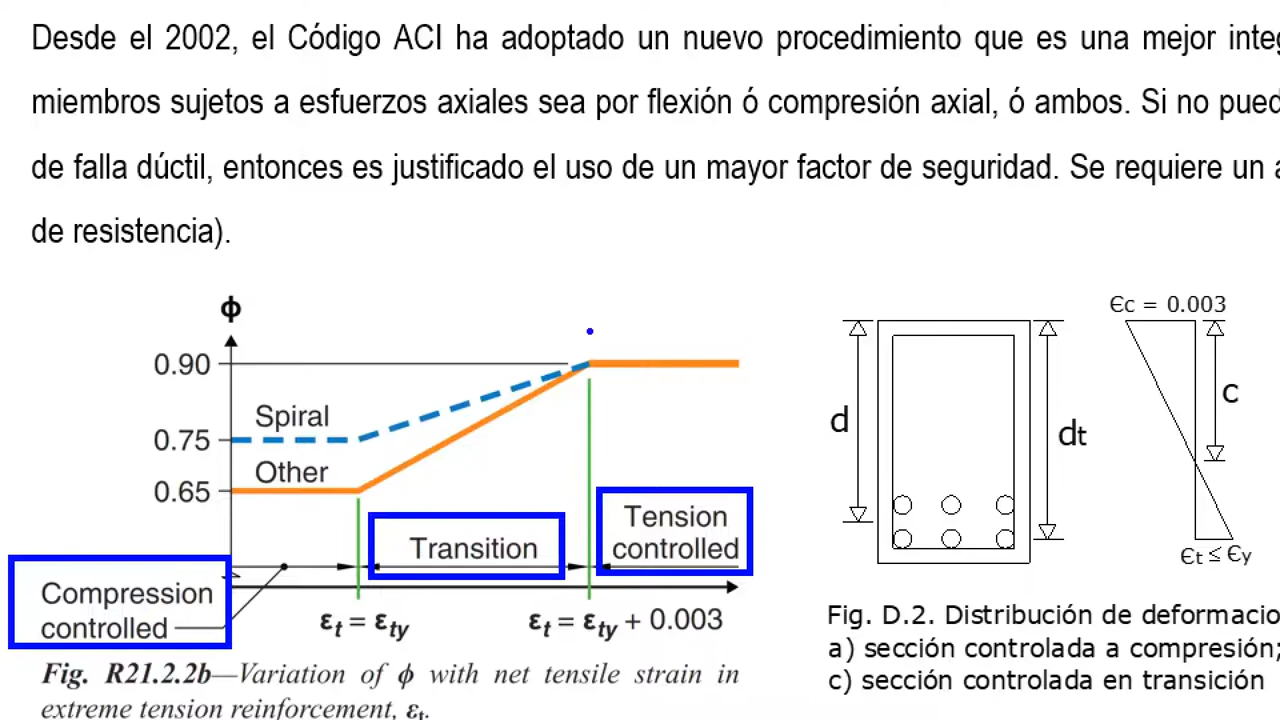 Desde el 2002, el Código ACI ha adoptado un nuevo procedimiento que es una mejor
miembros sujetos a esfuerzos axiales sea por flexión ó compresión axial, ó ambos. Si no
de falla dúctil, entonces es justificado el uso de un mayor factor de seguridad. Se requiere un
de resistencia).
ϕ
0.90
Spiral
0.75
Other
0.65
Transition
Tension
controlled
Compression
controlled
εt = εty
εt = εty + 0.003
Fig. R21.2.2b—Variation of ϕ with net tensile strain in
extreme tension reinforcement, εt.
Єc = 0.003
d
dt
c
Єt ≤ Єy
Fig. D.2. Distribución de
a) sección controlada a compresión;
c) sección controlada en transición